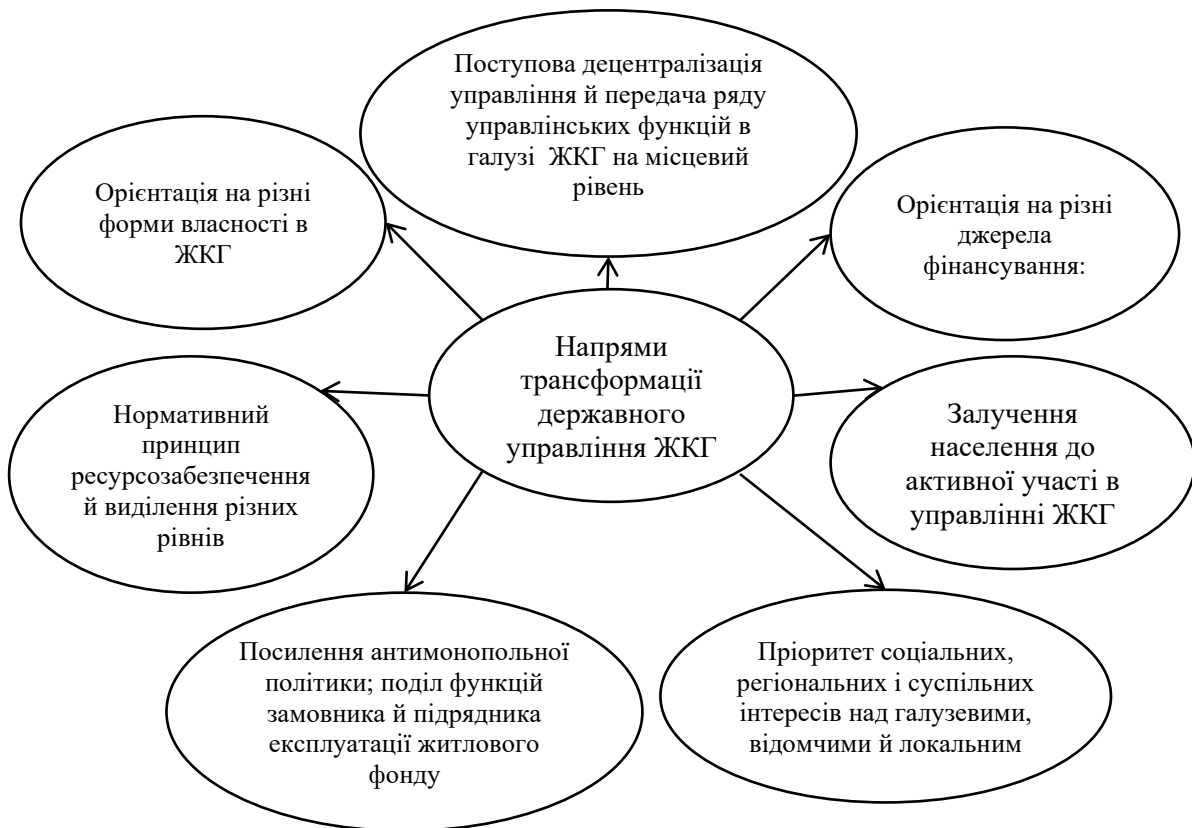 Поступова децентралізація
управління й передача ряду
управлінських функцій в
галузі ЖКГ на місцевий
рівень
Орієнтація на різні
форми власності в
ЖКГ
Орієнтація на різні
джерела
фінансування:
Напрями
трансформації
державного
управління ЖКГ
Нормативний
принцип
ресурсозабезпечення
й виділення різних
рівнів
Залучення
населення до
активної участі в
управлінні ЖКГ
Посилення антимонопольної
політики; поділ функцій
замовника й підрядника
експлуатації житлового
фонду
Пріоритет соціальних,
регіональних і суспільних
інтересів над галузевими,
відомчими й локальним